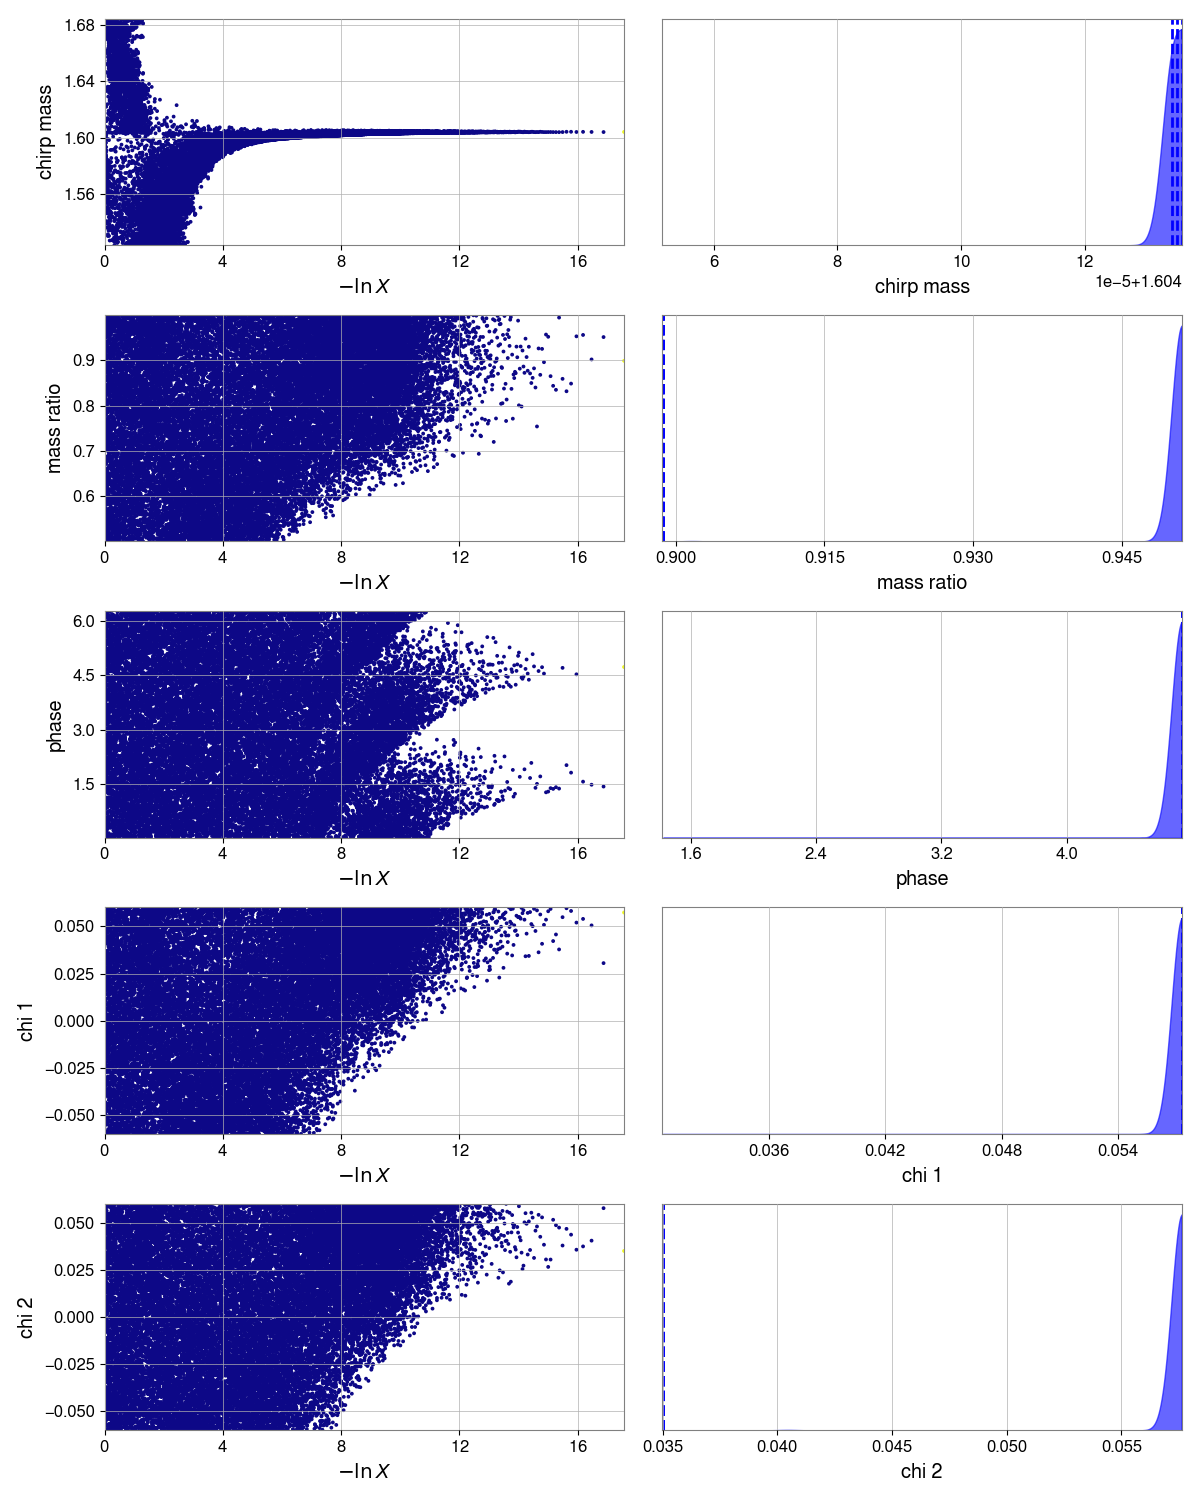 1.68
1.64
1.60
1.56
chirp mass
0 4 8 12 16
−ln X
6 8 10 12
1e−5+1.604
chirp mass
0.9
0.8
0.7
0.6
mass ratio
0 4 8 12 16
−ln X
0.900 0.915 0.930 0.945
mass ratio
6.0
4.5
3.0
1.5
phase
0 4 8 12 16
−ln X
1.6 2.4 3.2 4.0
phase
0.050
0.025
0.000
−0.025
−0.050
chi 1
0 4 8 12 16
−ln X
0.036 0.042 0.048 0.054
chi 1
0.050
0.025
0.000
−0.025
−0.050
chi 2
0 4 8 12 16
−ln X
0.035 0.040 0.045 0.050 0.055
chi 2